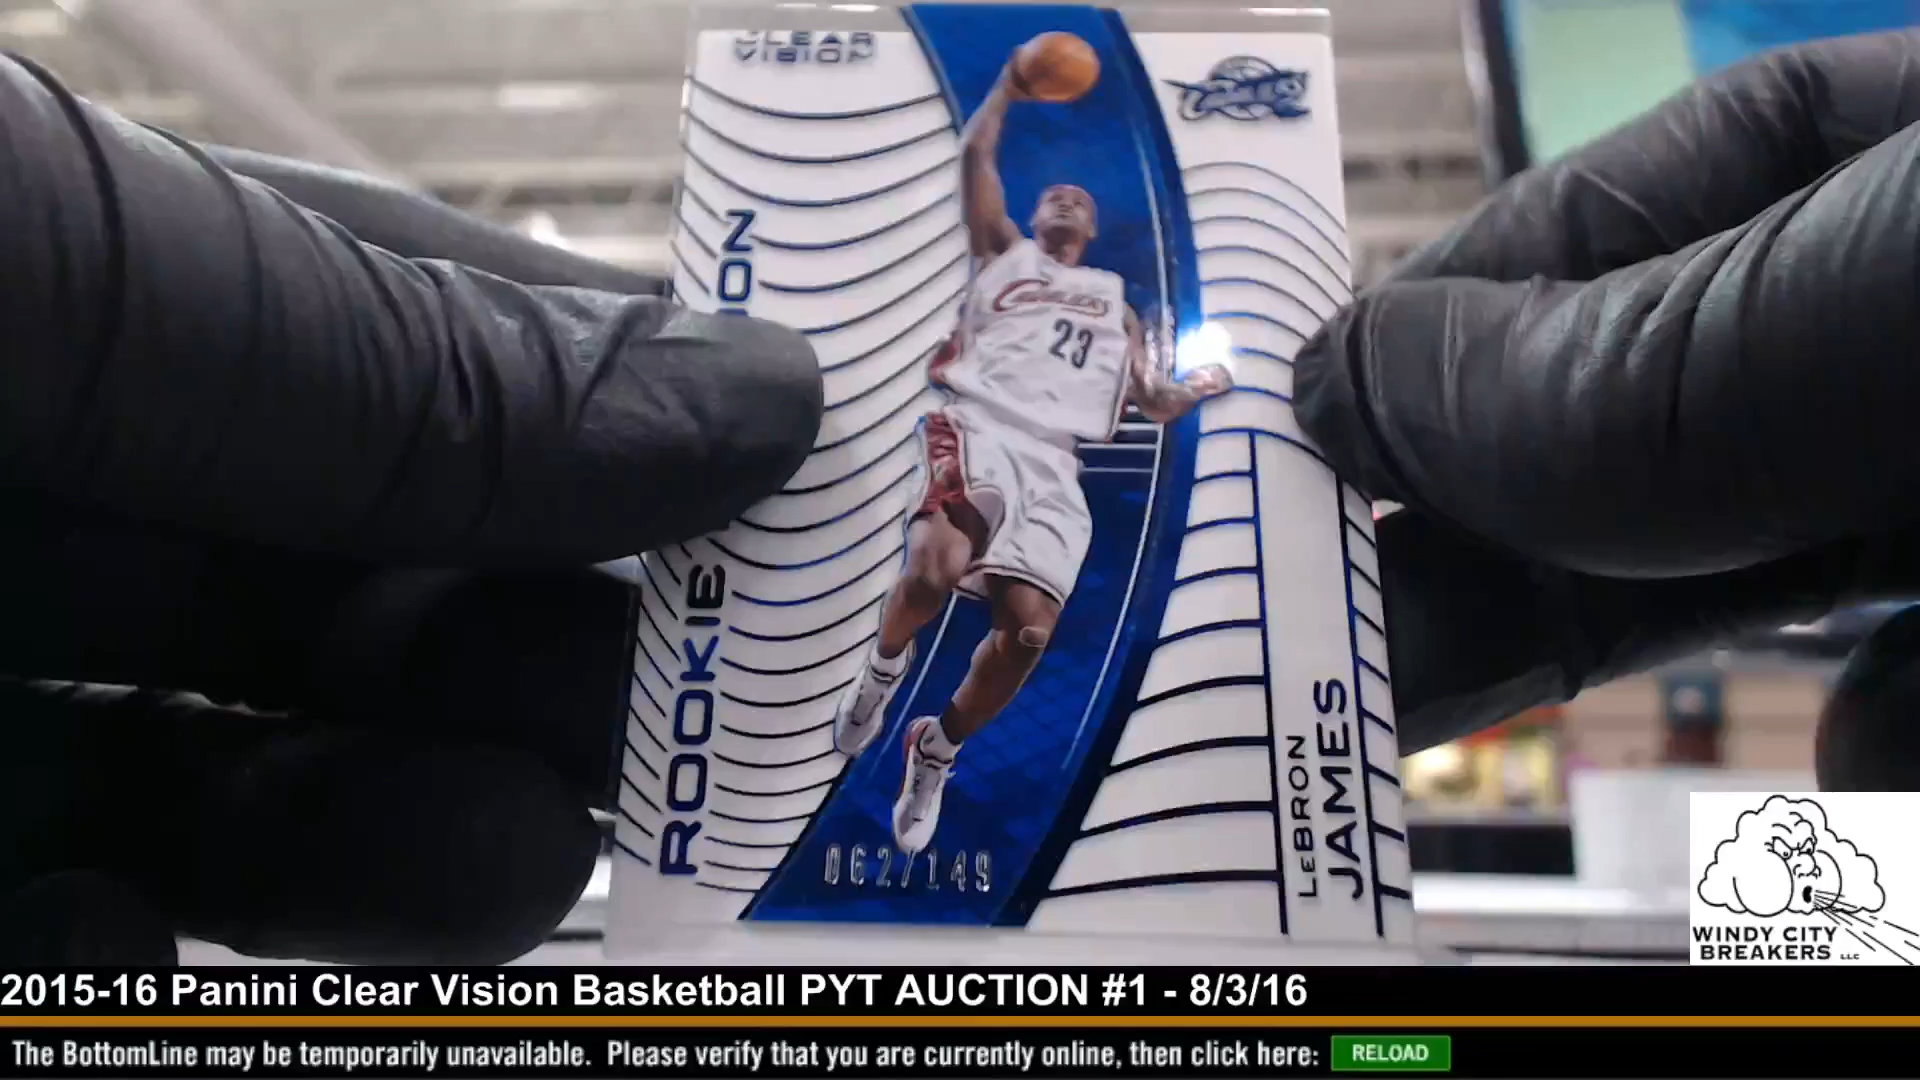 CLEAR
VISION
CAVALIERS
23
ROOKIE
ON
LeBRON
JAMES
062/149
WINDY CITY
BREAKERS LLC
2015-16 Panini Clear Vision Basketball PYT AUCTION #1 - 8/3/16
The BottomLine may be temporarily unavailable. Please verify that you are currently online, then click here: RELOAD